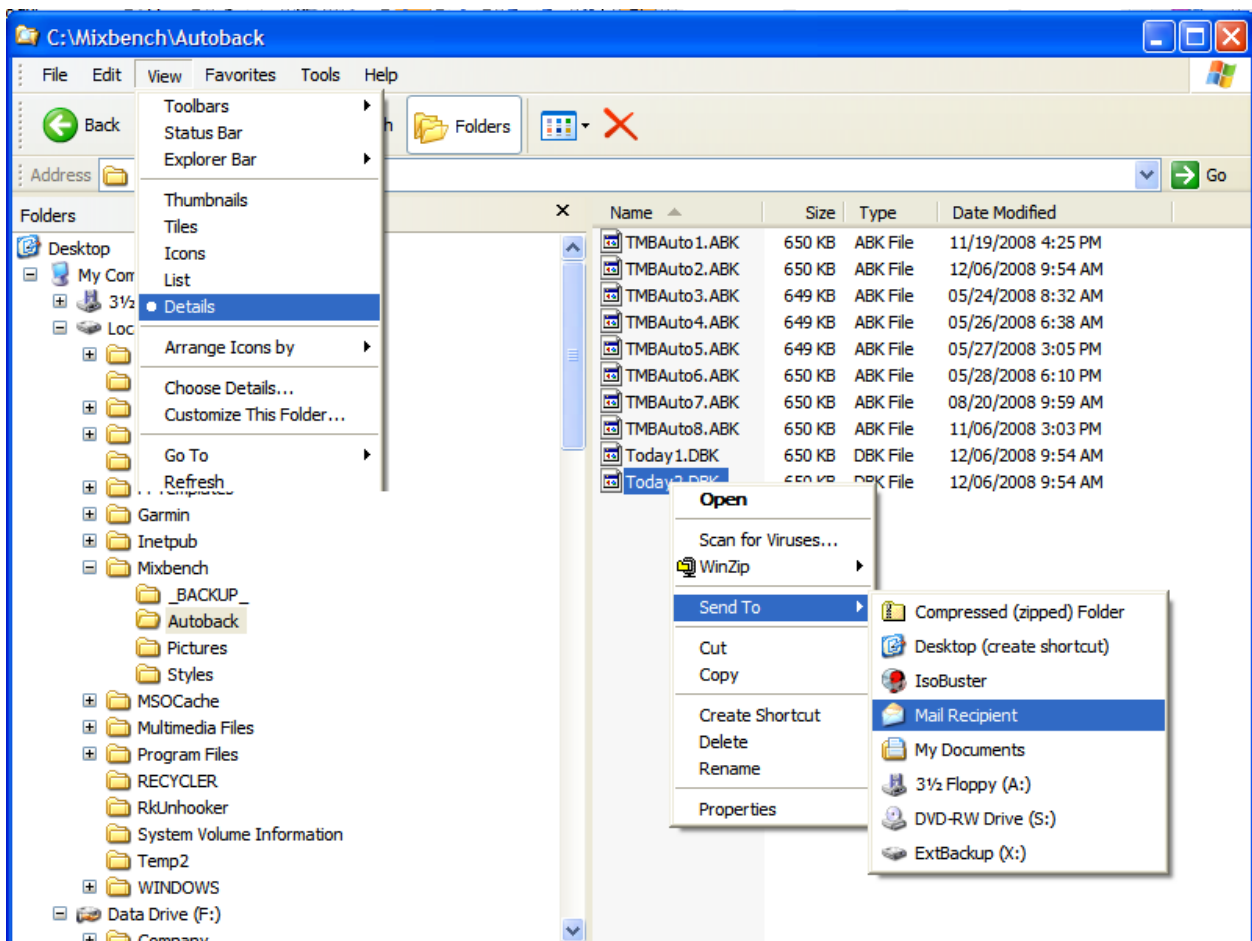 C:\Mixbench\Autoback
File Edit View Favorites Tools Help
Back
Folders
Address
Go
Toolbars
Status Bar
Explorer Bar
Thumbnails
Tiles
Icons
List
Details
Arrange Icons by
Choose Details...
Customize This Folder...
Go To
Refresh
Folders
Desktop
My Com
3½
Loc
Garmin
Inetpub
Mixbench
_BACKUP_
Autoback
Pictures
Styles
MSOCache
Multimedia Files
Program Files
RECYCLER
RkUnhooker
System Volume Information
Temp2
WINDOWS
Data Drive (F:)
Company
Name Size Type Date Modified
TMBAuto1.ABK 650 KB ABK File 11/19/2008 4:25 PM
TMBAuto2.ABK 650 KB ABK File 12/06/2008 9:54 AM
TMBAuto3.ABK 649 KB ABK File 05/24/2008 8:32 AM
TMBAuto4.ABK 649 KB ABK File 05/26/2008 6:38 AM
TMBAuto5.ABK 649 KB ABK File 05/27/2008 3:05 PM
TMBAuto6.ABK 650 KB ABK File 05/28/2008 6:10 PM
TMBAuto7.ABK 650 KB ABK File 08/20/2008 9:59 AM
TMBAuto8.ABK 650 KB ABK File 11/06/2008 3:03 PM
Today1.DBK 650 KB DBK File 12/06/2008 9:54 AM
Today2.DBK 650 KB DBK File 12/06/2008 9:54 AM
Open
Scan for Viruses...
WinZip
Send To
Cut
Copy
Create Shortcut
Delete
Rename
Properties
Compressed (zipped) Folder
Desktop (create shortcut)
IsoBuster
Mail Recipient
My Documents
3½ Floppy (A:)
DVD-RW Drive (S:)
ExtBackup (X:)